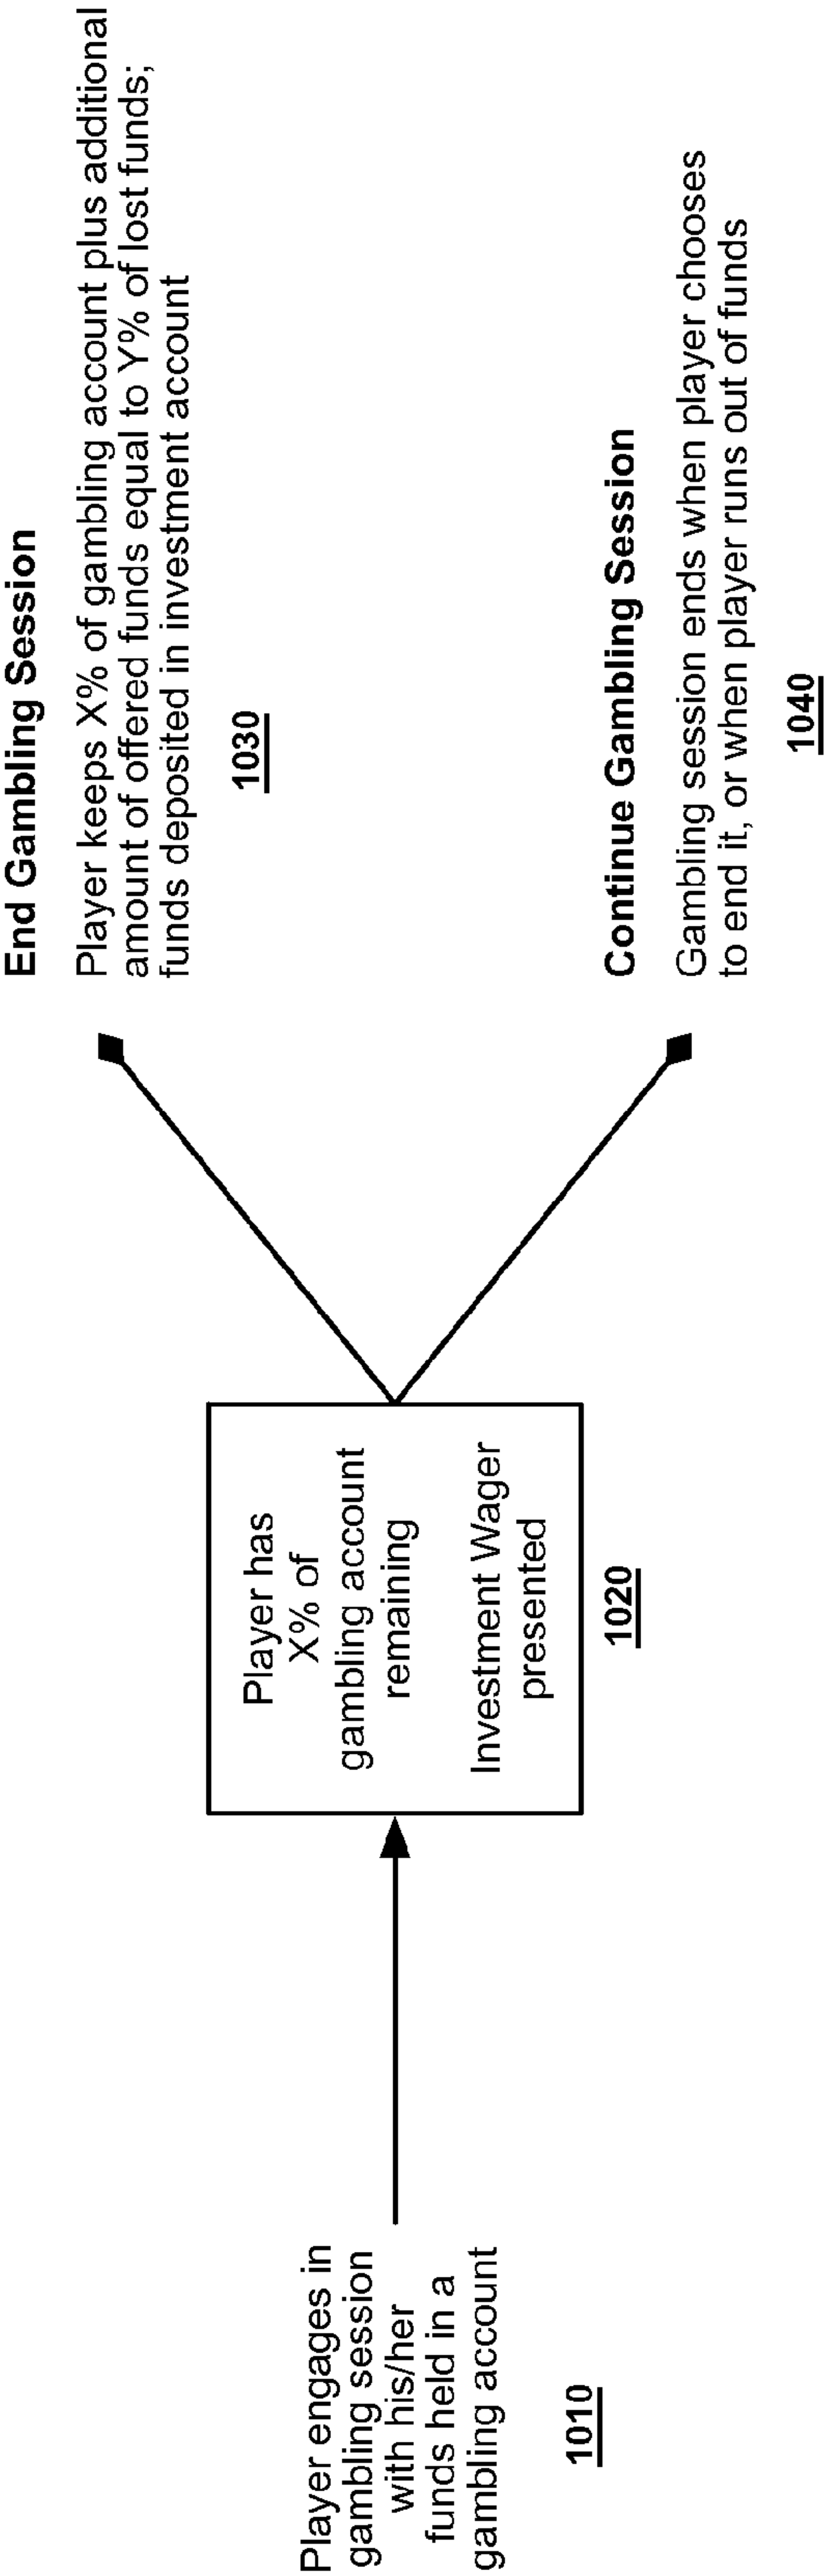 Player engages in
gambling session
with his/her
funds held in a
gambling account
1010
Player has
X% of
gambling account
remaining
Investment Wager
presented
1020
End Gambling Session
Player keeps X% of gambling account plus additional
amount of offered funds equal to Y% of lost funds;
funds deposited in investment account
1030
Continue Gambling Session
Gambling session ends when player chooses
to end it, or when player runs out of funds
1040